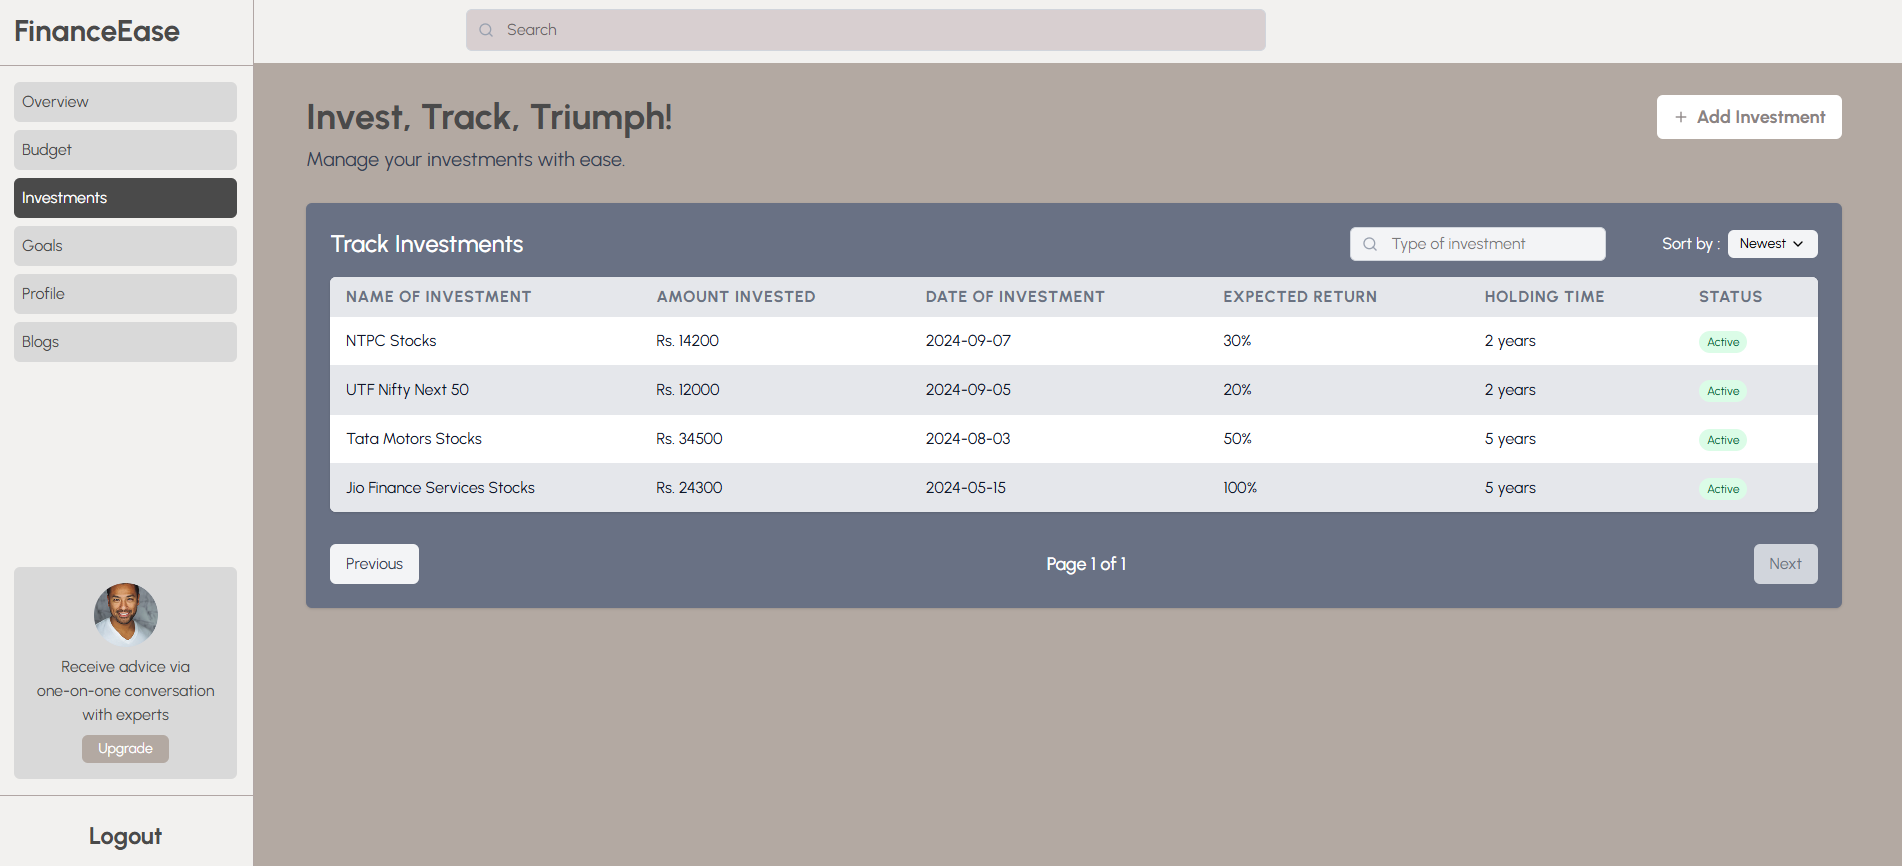 FinanceEase
Search
Overview
Budget
Investments
Goals
Profile
Blogs
Receive advice via
one-on-one conversation
with experts
Upgrade
Logout
Invest, Track, Triumph!
+ Add Investment
Manage your investments with ease.
Track Investments
Type of investment
Sort by : Newest
NAME OF INVESTMENT AMOUNT INVESTED DATE OF INVESTMENT EXPECTED RETURN HOLDING TIME STATUS
NTPC Stocks Rs. 14200 2024-09-07 30% 2 years Active
UTF Nifty Next 50 Rs. 12000 2024-09-05 20% 2 years Active
Tata Motors Stocks Rs. 34500 2024-08-03 50% 5 years Active
Jio Finance Services Stocks Rs. 24300 2024-05-15 100% 5 years Active
Previous Page 1 of 1 Next